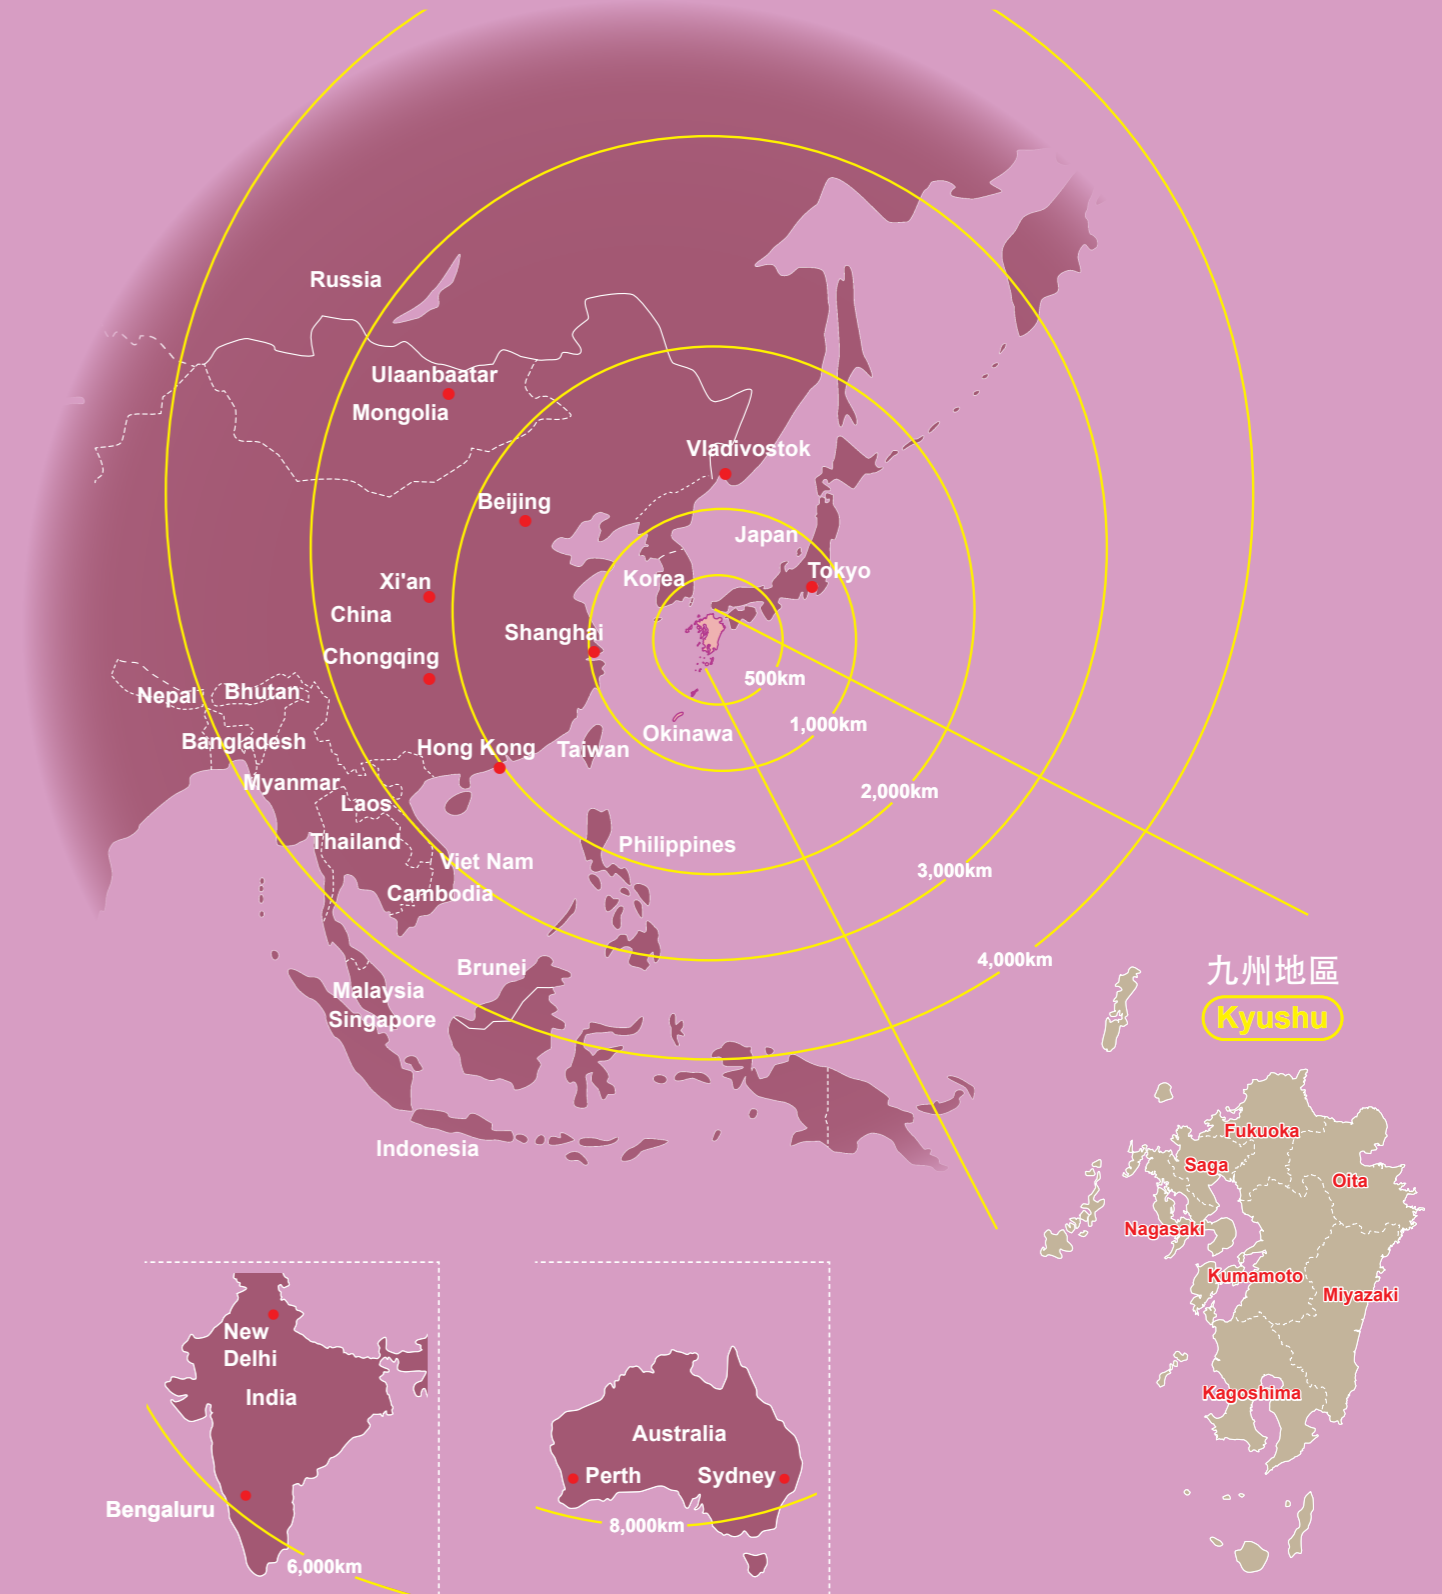 Russia
Ulaanbaatar
Mongolia
Vladivostok
Beijing
Japan
Tokyo
Korea
Xi'an
China
Shanghai
Chongqing
500km
Nepal
Bhutan
1,000km
Okinawa
Bangladesh
Hong Kong
Taiwan
Myanmar
2,000km
Laos
Thailand
Philippines
Viet Nam
3,000km
Cambodia
4,000km
Brunei
Malaysia
Singapore
Indonesia
九州地區
Kyushu
Fukuoka
Saga
Oita
Nagasaki
Kumamoto
Miyazaki
Kagoshima
New
Delhi
India
Bengaluru
6,000km
Australia
Perth
Sydney
8,000km